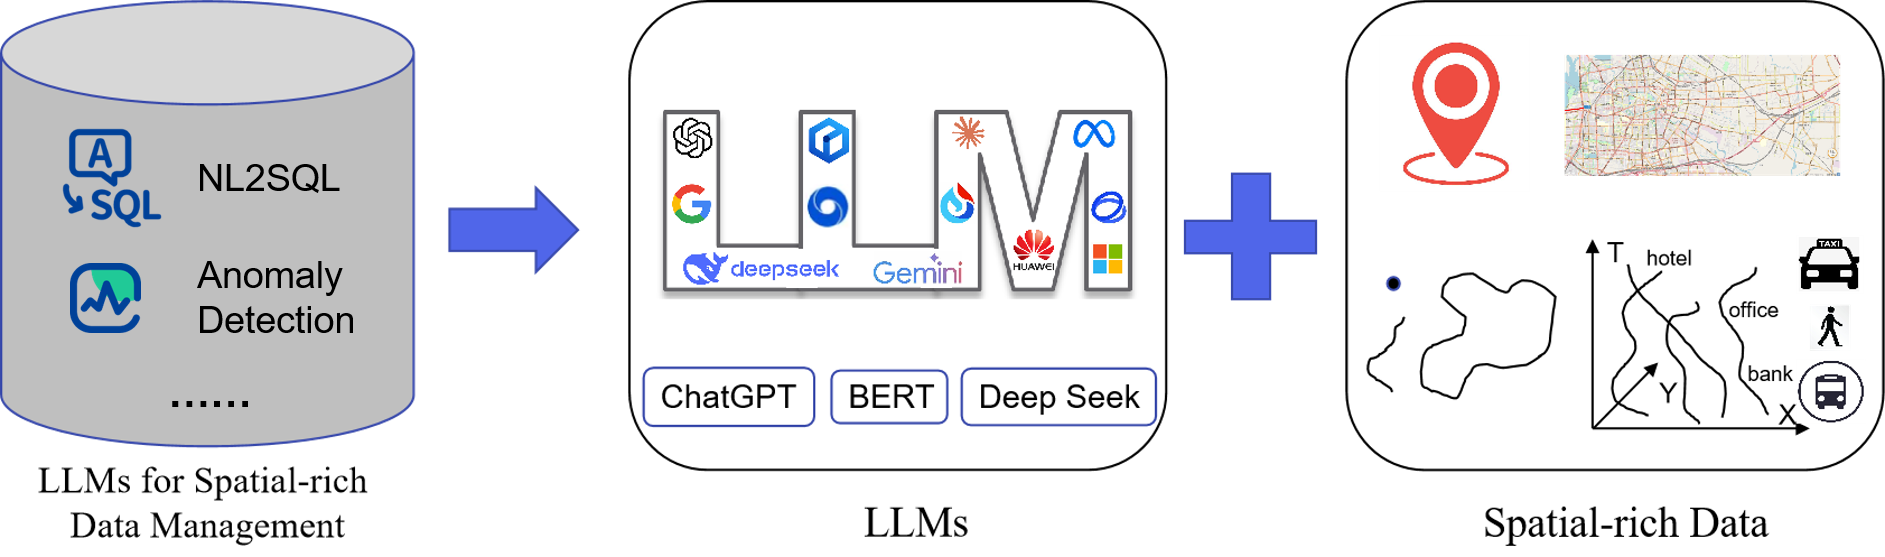 A
SQL
NL2SQL
Anomaly
Detection
......
LLMs for Spatial-rich
Data Management
LLM
deepseek
Gemini
HUAWEI
ChatGPT
BERT
Deep Seek
LLMs
TAXI
T
hotel
office
bank
Y
X
Spatial-rich Data